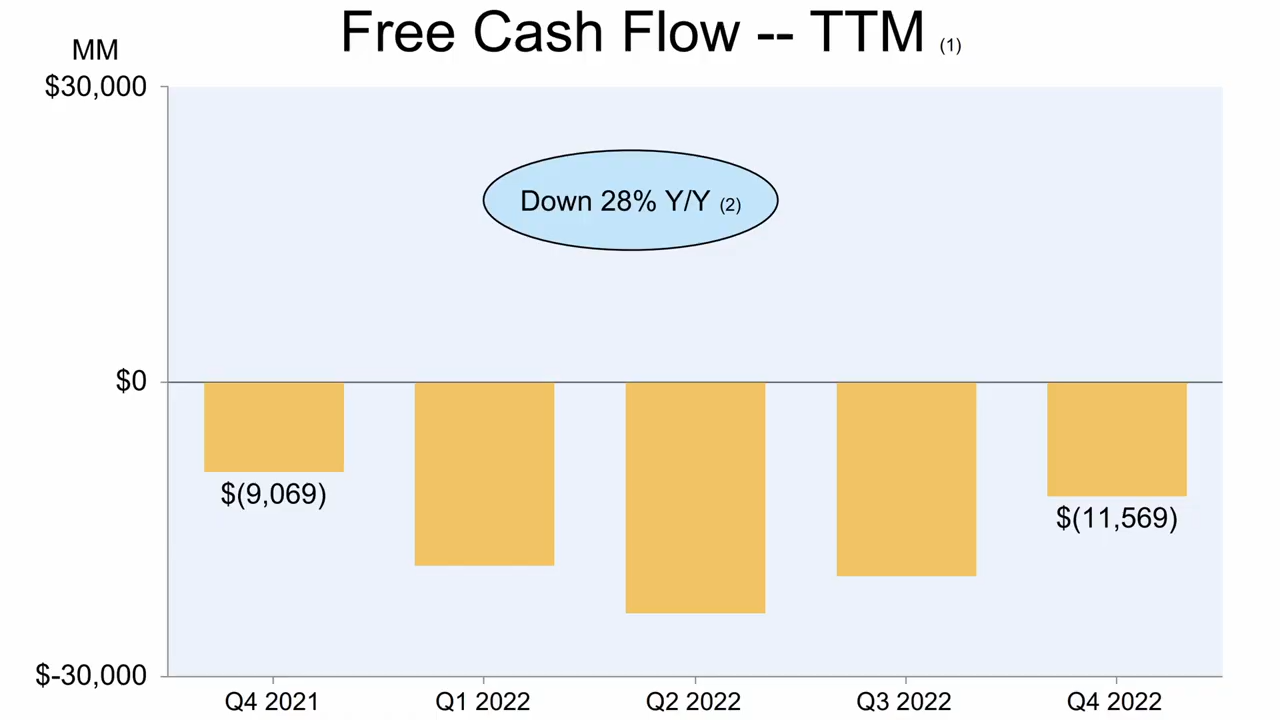 Free Cash Flow -- TTM (1)
MM
$30,000
Down 28% Y/Y (2)
$0
$(9,069)
$(11,569)
$-30,000
Q4 2021
Q1 2022
Q2 2022
Q3 2022
Q4 2022